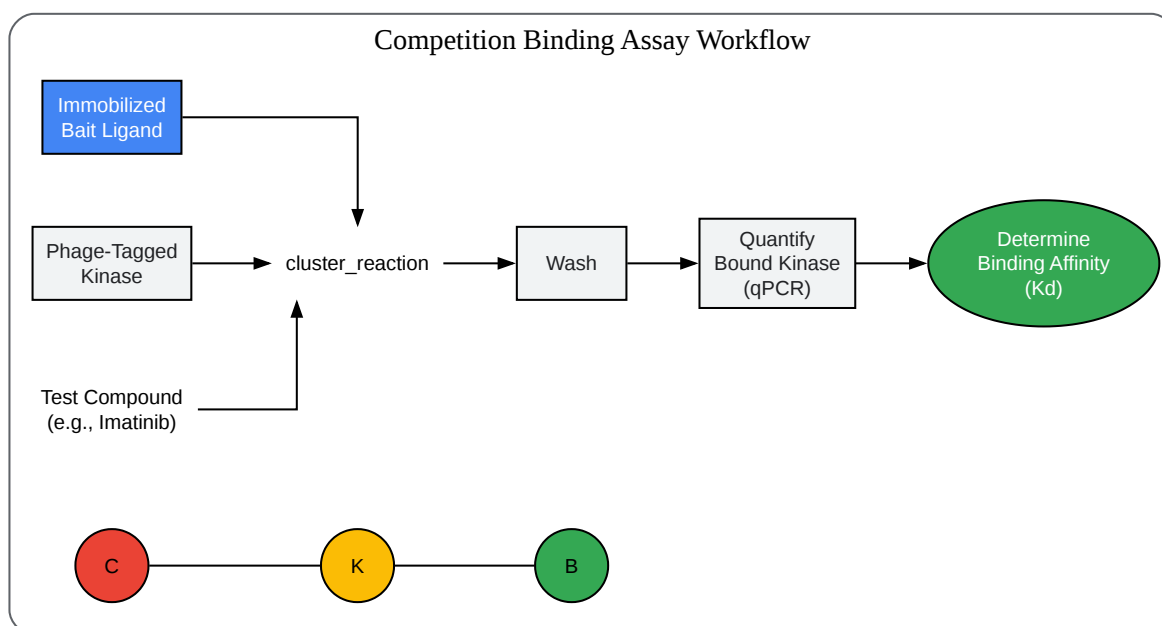 Competition Binding Assay Workflow
Immobilized
Bait Ligand
Phage-Tagged
Kinase
cluster_reaction
Wash
Quantify
Bound Kinase
(qPCR)
Determine
Binding Affinity
(Kd)
Test Compound
(e.g., Imatinib)
C
K
B